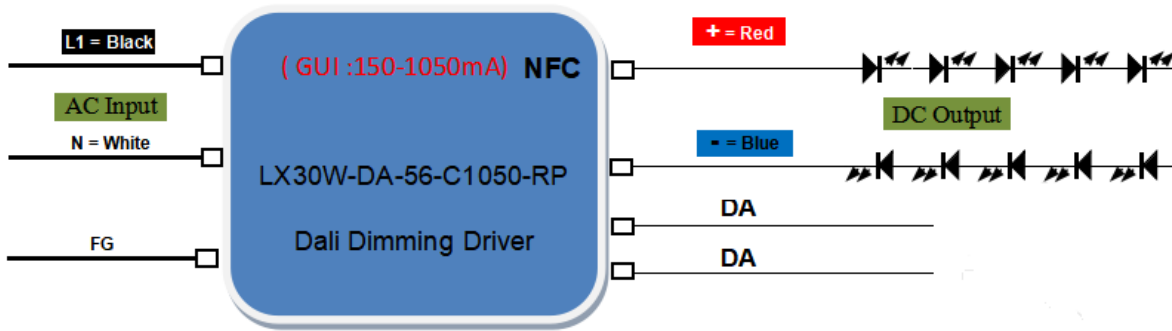 L1 = Black
AC Input
N = White
FG
( GUI :150-1050mA) NFC
LX30W-DA-56-C1050-RP
Dali Dimming Driver
+ = Red
DC Output
- = Blue
DA
DA